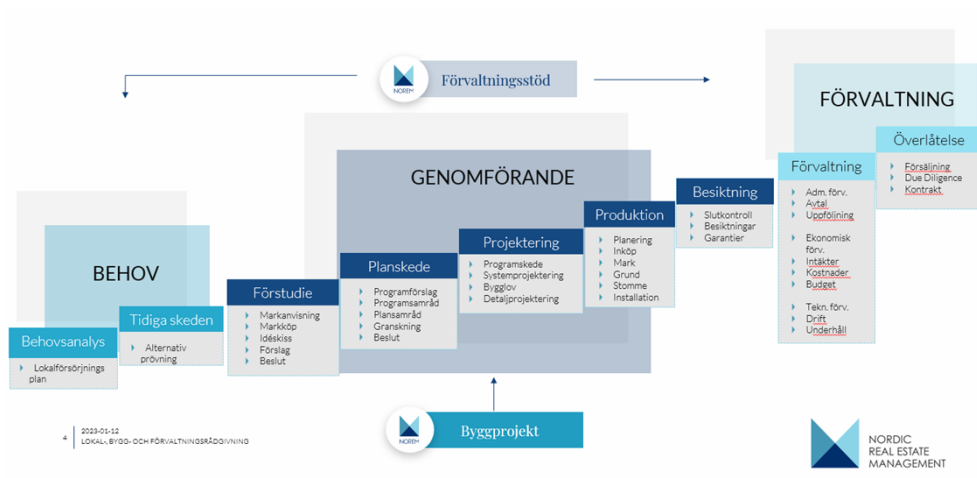 NOREM
Förvaltningsstöd
BEHOV
GENOMFÖRANDE
FÖRVALTNING
Behovsanalys
Lokalförsörjnings
plan
Tidiga skeden
Alternativ
prövning
Förstudie
Markanvisning
Markköp
Idéskiss
Förslag
Beslut
Planskede
Programförslag
Programsamråd
Plansamråd
Granskning
Beslut
Projektering
Programskede
Systemprojektering
Bygglov
Detaljprojektering
Produktion
Planering
Inköp
Mark
Grund
Stomme
Installation
Besiktning
Slutkontroll
Besiktningar
Garantier
Förvaltning
Adm. förv.
Avtal
Uppföljning
Ekonomisk
förv.
Intäkter
Kostnader
Budget
Tekn. förv.
Drift
Underhåll
Överlåtelse
Försäljning
Due Diligence
Kontrakt
NOREM
Byggprojekt
4
2023-01-12
LOKAL-, BYGG- OCH FÖRVALTNINGSRÅDGIVNING
NORDIC
REAL ESTATE
MANAGEMENT